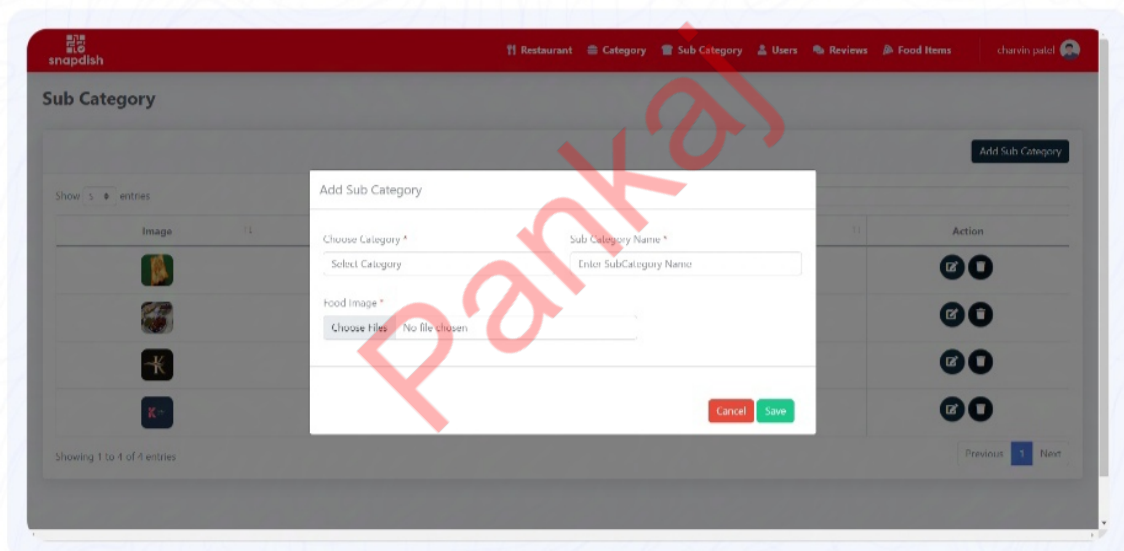 snapdish
Restaurant Category Sub Category Users Reviews Food Items charvin patel
Sub Category
Add Sub Category
Show 5 entries
Image Action
Add Sub Category
Choose Category * Sub Category Name *
Select Category Enter SubCategory Name
Food Image *
Choose Files No file chosen
K
K
Cancel Save
Showing 1 to 4 of 4 entries Previous 1 Next
Pankaj